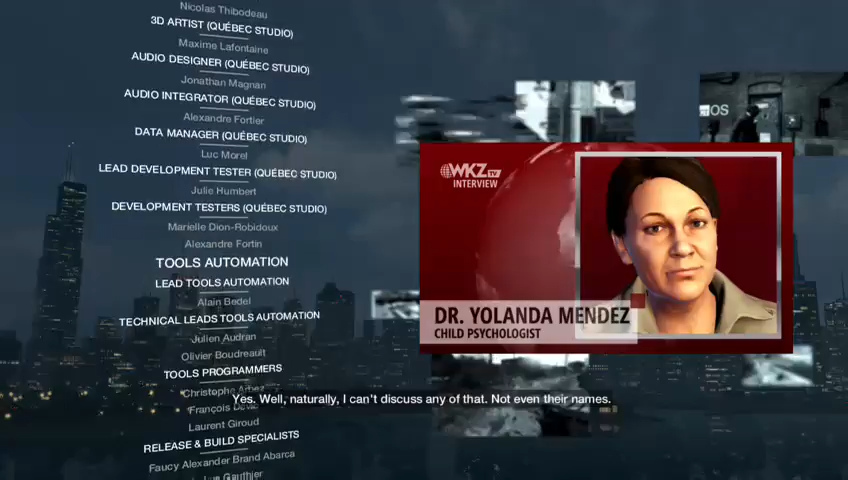 Nicolas Thibodeau
3D ARTIST (QUÉBEC STUDIO)
Maxime Lafontaine
AUDIO DESIGNER (QUÉBEC STUDIO)
Jonathan Magnan
AUDIO INTEGRATOR (QUÉBEC STUDIO)
Alexandre Fortier
DATA MANAGER (QUÉBEC STUDIO)
Luc Morel
LEAD DEVELOPMENT TESTER (QUÉBEC STUDIO)
Julie Humbert
DEVELOPMENT TESTERS (QUÉBEC STUDIO)
Marielle Dion-Robidoux
Alexandre Fortin
TOOLS AUTOMATION
LEAD TOOLS AUTOMATION
Alain Bedel
TECHNICAL LEADS TOOLS AUTOMATION
Julien Audran
Olivier Boudreault
TOOLS PROGRAMMERS
Christophe
François
Laurent Giroud
RELEASE & BUILD SPECIALISTS
Faucy Alexander Brand Abarca
Gauthier
OS
WKZ TV
INTERVIEW
DR. YOLANDA MENDEZ
CHILD PSYCHOLOGIST
Yes. Well, naturally, I can't discuss any of that. Not even their names.